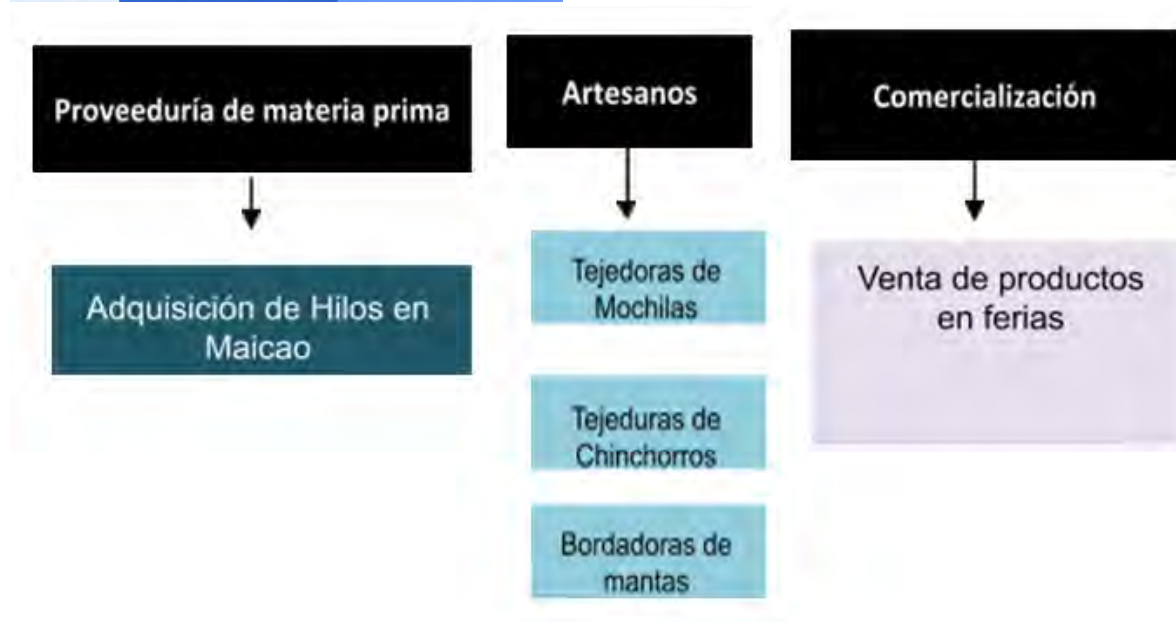 Proveeduría de materia prima
Adquisición de Hilos en
Maicao
Artesanos
Tejedoras de
Mochilas
Tejeduras de
Chinchorros
Bordadoras de
mantas
Comercialización
Venta de productos
en ferias